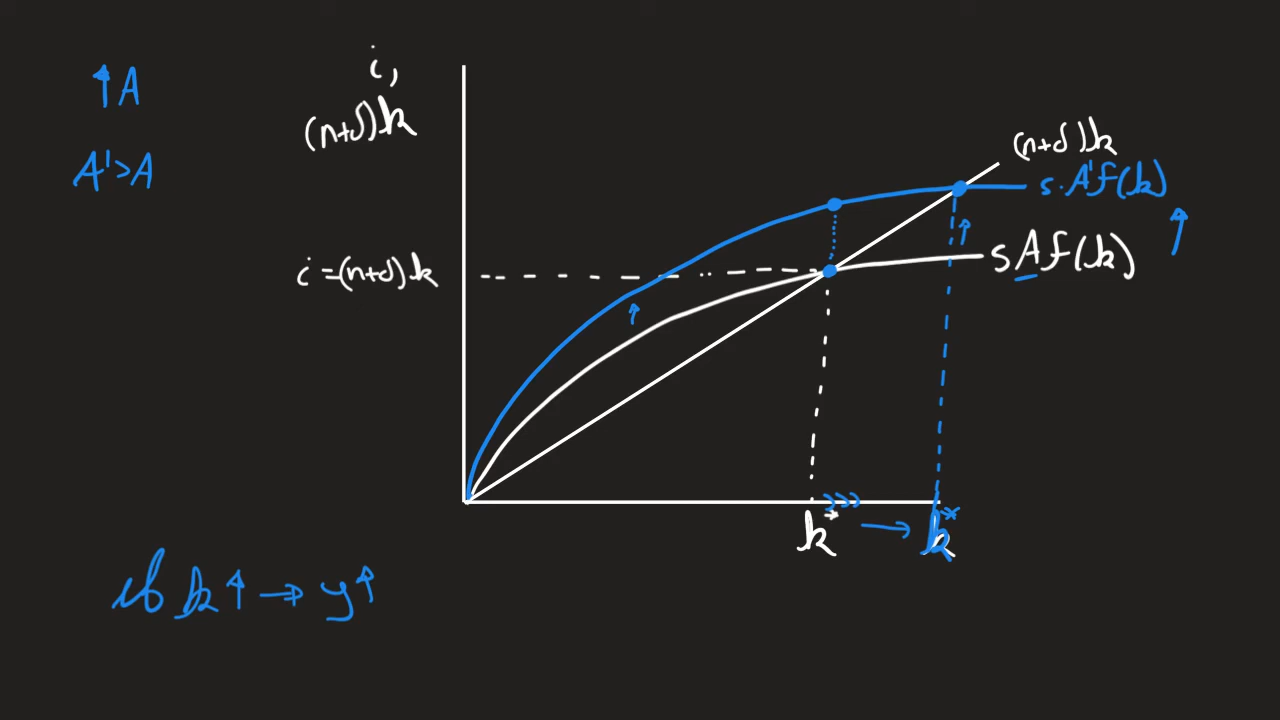 ↑A
A'>A
i,
(n+δ)k
(n+δ)k
s·A'f(k) ↑
sAf(k)
i=(n+δ)k
k* → k*
if k↑ → y↑